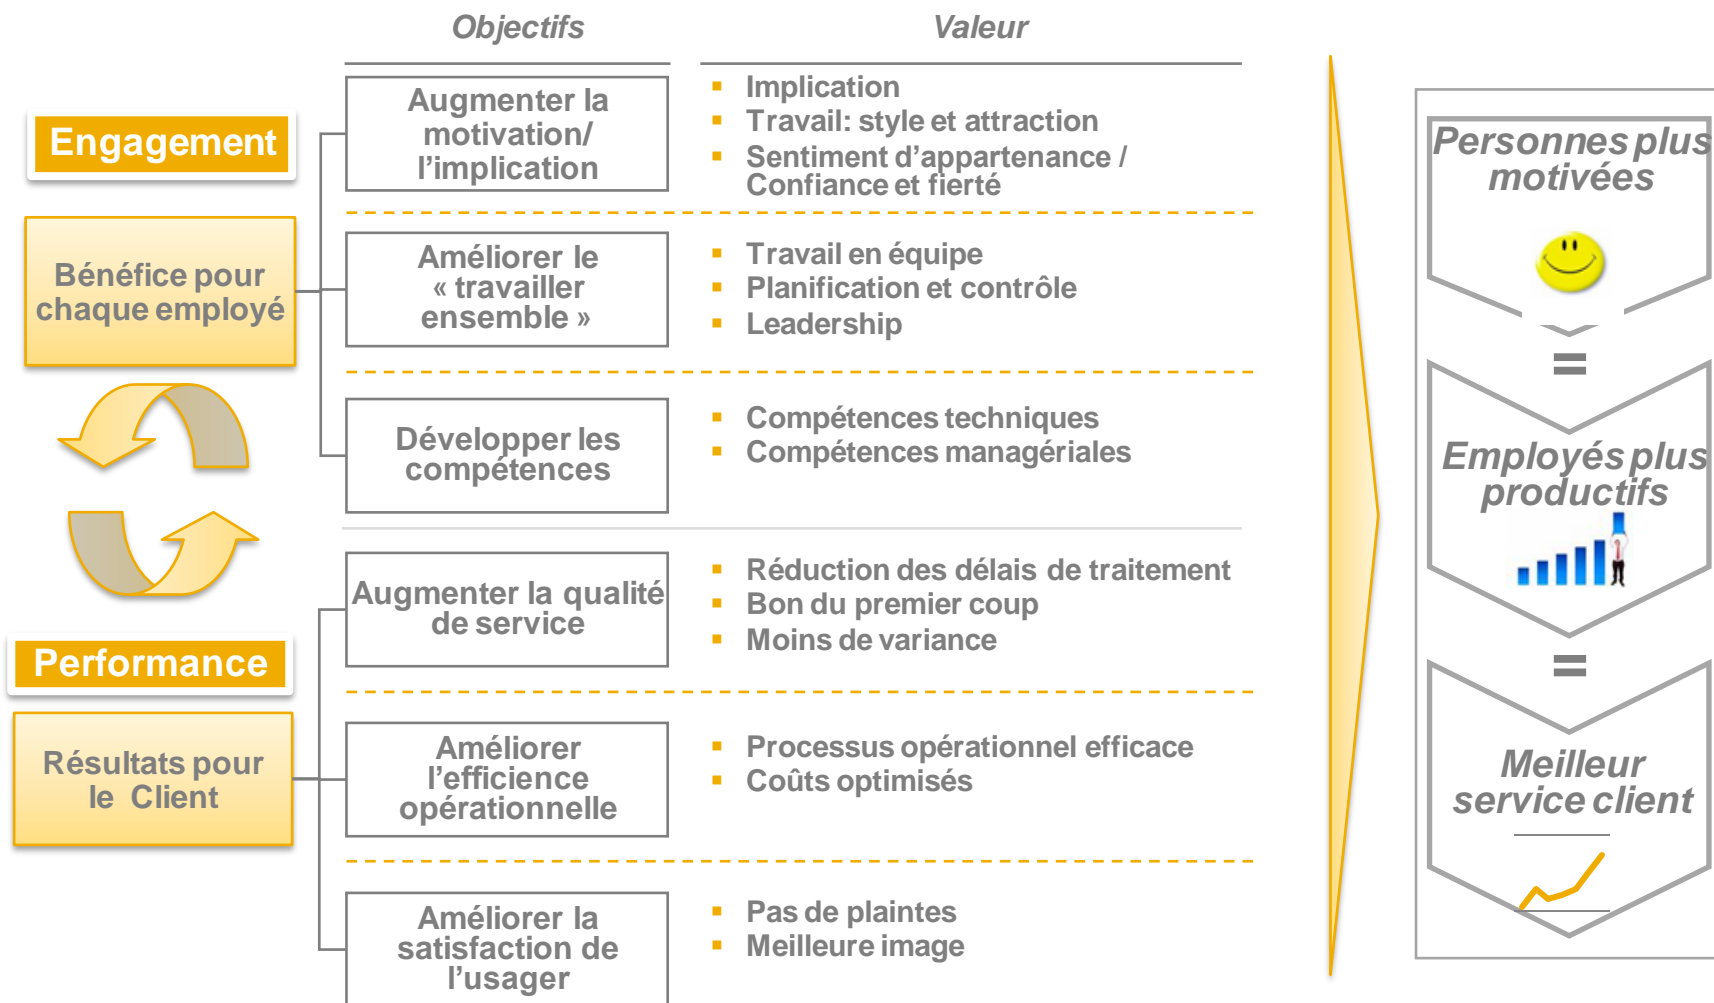 Objectifs
Valeur
Engagement
Bénéfice pour
chaque employé
Augmenter la
motivation/
l’implication
Implication
Travail: style et attraction
Sentiment d’appartenance /
Confiance et fierté
Améliorer le
« travailler
ensemble »
Travail en équipe
Planification et contrôle
Leadership
Développer les
compétences
Compétences techniques
Compétences managériales
Performance
Résultats pour
le Client
Augmenter la qualité
de service
Réduction des délais de traitement
Bon du premier coup
Moins de variance
Améliorer
l’efficience
opérationnelle
Processus opérationnel efficace
Coûts optimisés
Améliorer la
satisfaction de
l’usager
Pas de plaintes
Meilleure image
Personnes plus
motivées
=
Employés plus
productifs
=
Meilleur
service client